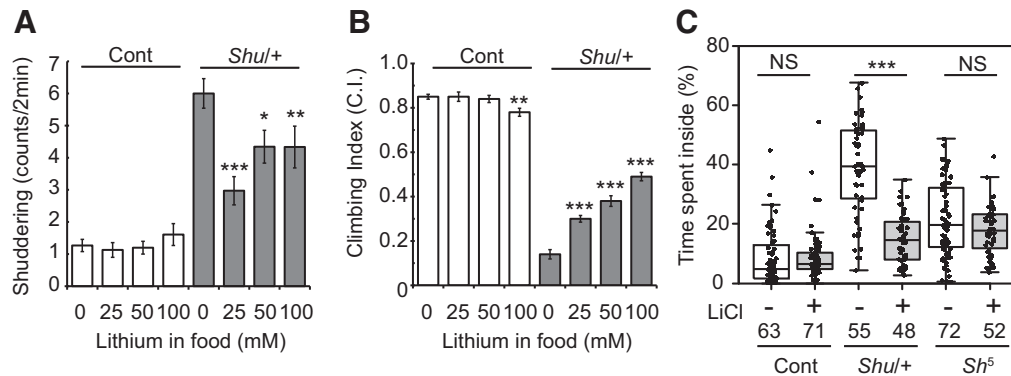 A
Cont
Shu/+
Shuddering (counts/2min)
7
6
5
4
3
2
1
0
***
*
**
0 25 50 100 0 25 50 100
Lithium in food (mM)
B
Cont
Shu/+
Climbing Index (C.I.)
1.0
0.8
0.6
0.4
0.2
0
**
***
***
***
0 25 50 100 0 25 50 100
Lithium in food (mM)
C
Time spent inside (%)
80
60
40
20
0
NS
***
NS
LiCl - + - + - +
63 71 55 48 72 52
Cont Shu/+ Sh⁵